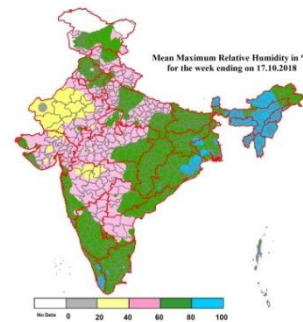 Mean Maximum Relative Humidity in %
for the week ending on 17.10.2018
No Data 0 20 40 60 80 100